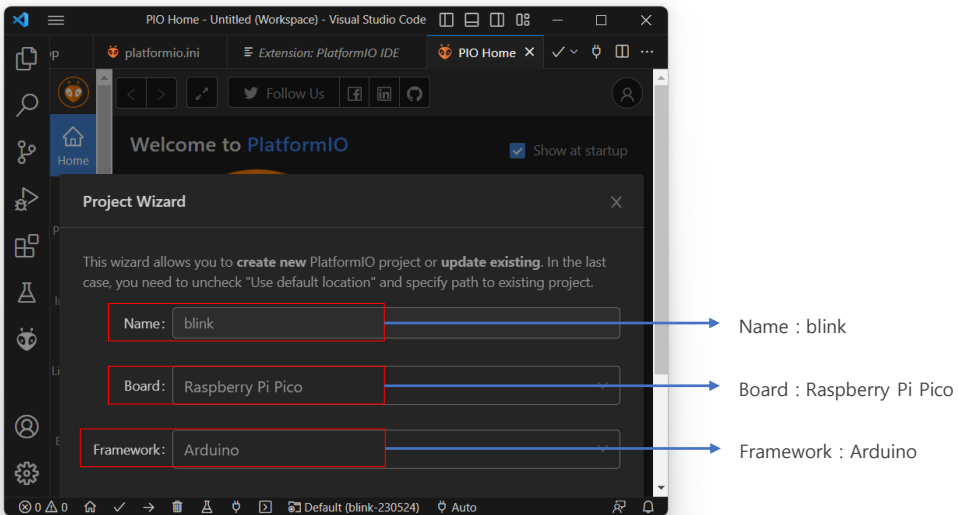 PIO Home - Untitled (Workspace) - Visual Studio Code
platformio.ini
Extension: PlatformIO IDE
PIO Home
Follow Us
Home
Welcome to PlatformIO
Show at startup
Project Wizard
This wizard allows you to create new PlatformIO project or update existing. In the last
case, you need to uncheck "Use default location" and specify path to existing project.
Name: blink
Name : blink
Board: Raspberry Pi Pico
Board : Raspberry Pi Pico
Framework: Arduino
Framework : Arduino
0 0 Default (blink-230524) Auto